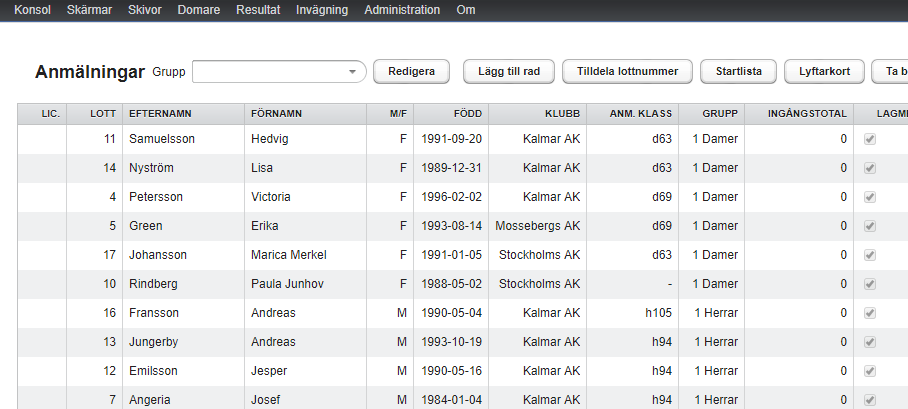 Konsol Skärmar Skivor Domare Resultat Invägning Administration Om
Anmälningar Grupp Redigera Lägg till rad Tilldela lottnummer Startlista Lyftarkort Ta b
LIC. LOTT EFTERNAMN FÖRNAMN M/F FÖDD KLUBB ANM. KLASS GRUPP INGÅNGSTOTAL LAGME
11 Samuelsson Hedvig F 1991-09-20 Kalmar AK d63 1 Damer 0
14 Nyström Lisa F 1989-12-31 Kalmar AK d63 1 Damer 0
4 Petersson Victoria F 1996-02-02 Kalmar AK d69 1 Damer 0
5 Green Erika F 1993-08-14 Mossebergs AK d69 1 Damer 0
17 Johansson Marica Merkel F 1991-01-05 Stockholms AK d63 1 Damer 0
10 Rindberg Paula Junhov F 1988-05-02 Stockholms AK - 1 Damer 0
16 Fransson Andreas M 1990-05-04 Kalmar AK h105 1 Herrar 0
13 Jungerby Andreas M 1993-10-19 Kalmar AK h94 1 Herrar 0
12 Emilsson Jesper M 1990-05-16 Kalmar AK h94 1 Herrar 0
7 Angeria Josef M 1984-01-04 Kalmar AK h94 1 Herrar 0